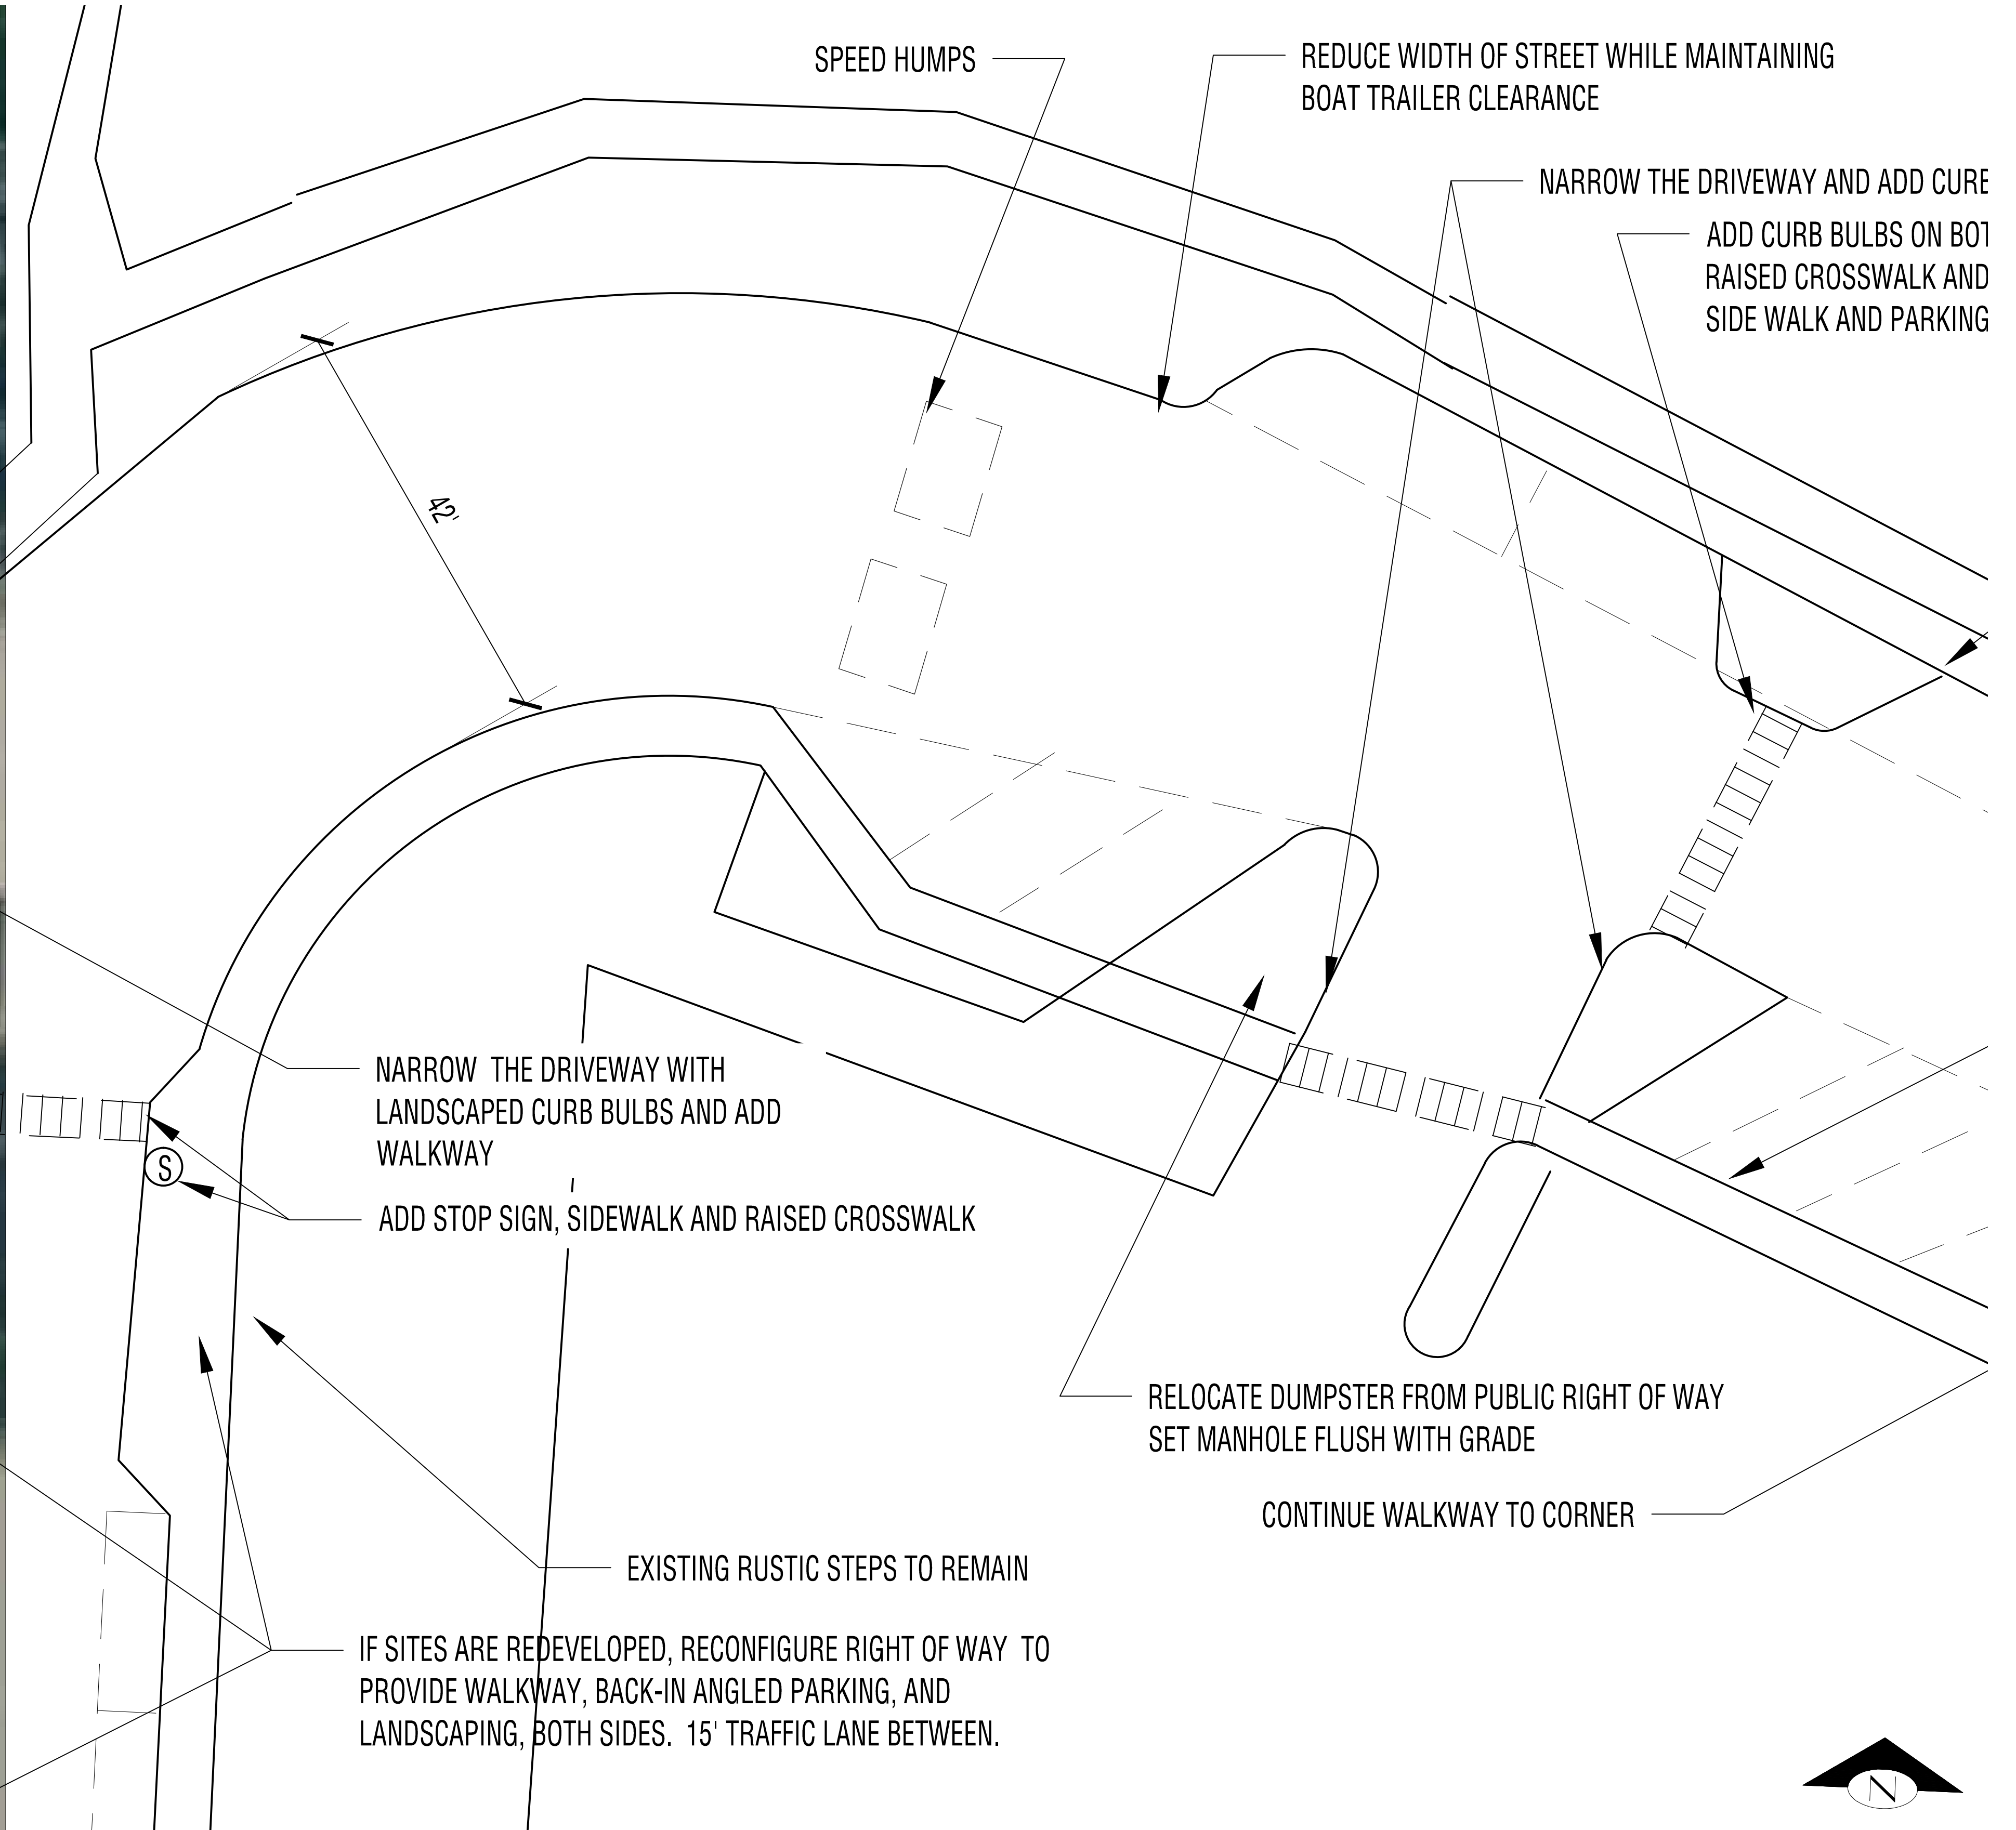 SPEED HUMPS
REDUCE WIDTH OF STREET WHILE MAINTAINING
BOAT TRAILER CLEARANCE
NARROW THE DRIVEWAY AND ADD CURB
ADD CURB BULBS ON BOT
RAISED CROSSWALK AND
SIDE WALK AND PARKING
42'
NARROW THE DRIVEWAY WITH
LANDSCAPED CURB BULBS AND ADD
WALKWAY
S
ADD STOP SIGN, SIDEWALK AND RAISED CROSSWALK
RELOCATE DUMPSTER FROM PUBLIC RIGHT OF WAY
SET MANHOLE FLUSH WITH GRADE
CONTINUE WALKWAY TO CORNER
EXISTING RUSTIC STEPS TO REMAIN
IF SITES ARE REDEVELOPED, RECONFIGURE RIGHT OF WAY TO
PROVIDE WALKWAY, BACK-IN ANGLED PARKING, AND
LANDSCAPING, BOTH SIDES. 15' TRAFFIC LANE BETWEEN.
N